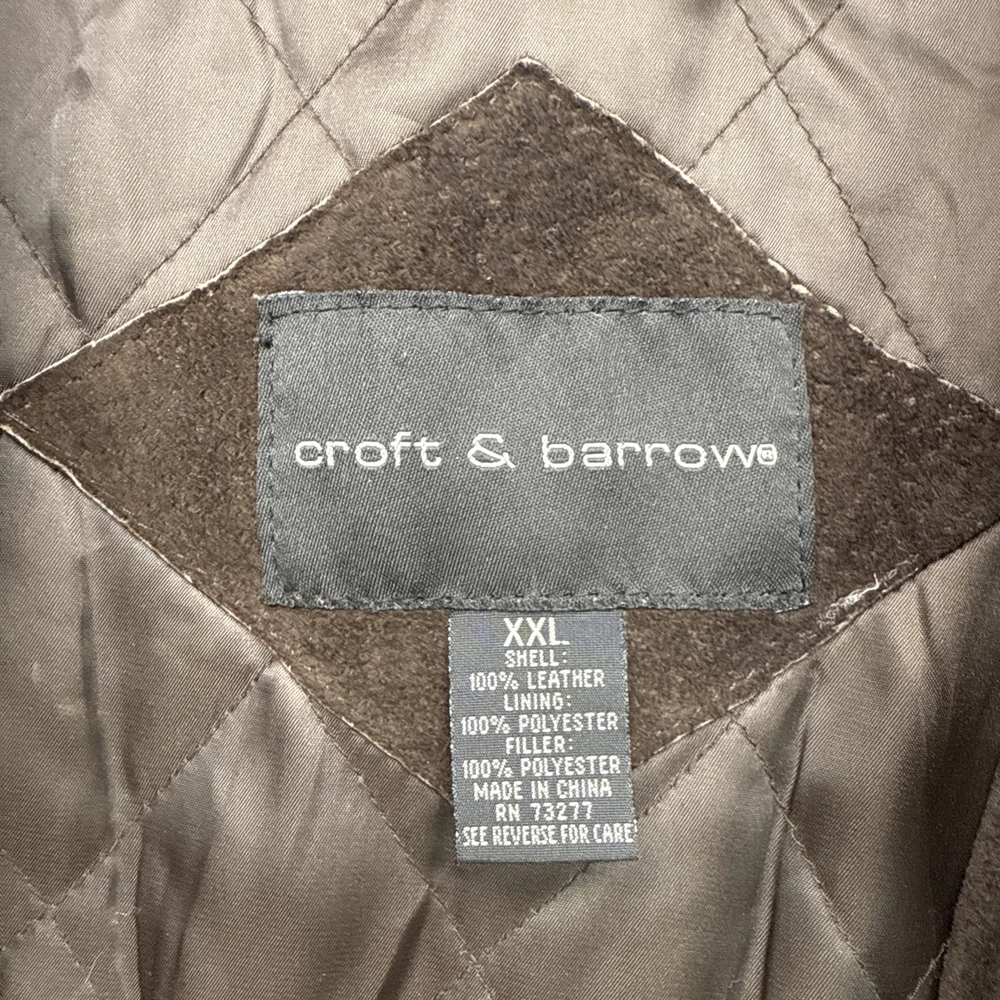 croft & barrow®
XXL
SHELL:
100% LEATHER
LINING:
100% POLYESTER
FILLER:
100% POLYESTER
MADE IN CHINA
RN 73277
SEE REVERSE FOR CARE